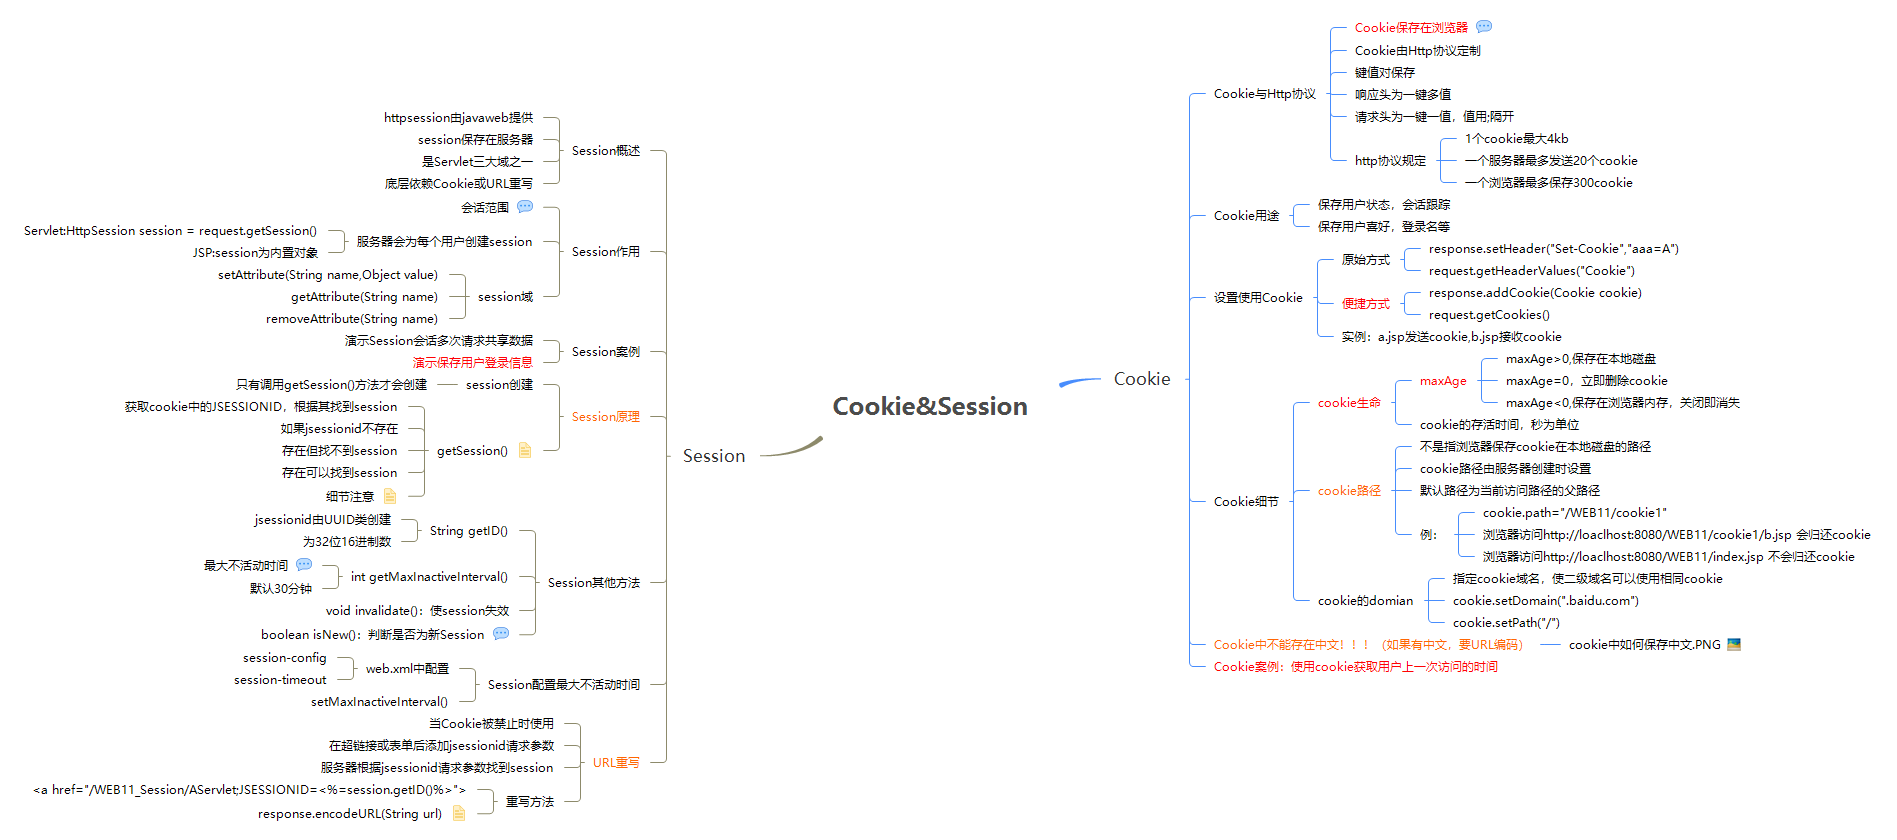 Cookie&Session
Cookie
Cookie与Http协议
Cookie保存在浏览器
Cookie由Http协议定制
键值对保存
响应头为一键多值
请求头为一键一值，值用;隔开
http协议规定
1个cookie最大4kb
一个服务器最多发送20个cookie
一个浏览器最多保存300cookie
Cookie用途
保存用户状态，会话跟踪
保存用户喜好，登录名等
设置使用Cookie
原始方式
response.setHeader("Set-Cookie","aaa=A")
request.getHeaderValues("Cookie")
便捷方式
response.addCookie(Cookie cookie)
request.getCookies()
实例：a.jsp发送cookie,b.jsp接收cookie
Cookie细节
cookie生命
maxAge
maxAge>0,保存在本地磁盘
maxAge=0，立即删除cookie
maxAge<0,保存在浏览器内存，关闭即消失
cookie的存活时间，秒为单位
cookie路径
不是指浏览器保存cookie在本地磁盘的路径
cookie路径由服务器创建时设置
默认路径为当前访问路径的父路径
例：
cookie.path="/WEB11/cookie1"
浏览器访问http://loaclhost:8080/WEB11/cookie1/b.jsp 会归还cookie
浏览器访问http://loaclhost:8080/WEB11/index.jsp 不会归还cookie
cookie的domian
指定cookie域名，使二级域名可以使用相同cookie
cookie.setDomain(".baidu.com")
cookie.setPath("/")
Cookie中不能存在中文！！！（如果有中文，要URL编码）
cookie中如何保存中文.PNG
Cookie案例：使用cookie获取用户上一次访问的时间
Session
Session概述
httpsession由javaweb提供
session保存在服务器
是Servlet三大域之一
底层依赖Cookie或URL重写
Session作用
会话范围
服务器会为每个用户创建session
Servlet:HttpSession session = request.getSession()
JSP:session为内置对象
session域
setAttribute(String name,Object value)
getAttribute(String name)
removeAttribute(String name)
Session案例
演示Session会话多次请求共享数据
演示保存用户登录信息
Session原理
session创建
只有调用getSession()方法才会创建
getSession()
获取cookie中的JSESSIONID，根据其找到session
如果jsessionid不存在
存在但找不到session
存在可以找到session
细节注意
Session其他方法
String getID()
jsessionid由UUID类创建
为32位16进制数
int getMaxInactiveInterval()
最大不活动时间
默认30分钟
void invalidate()：使session失效
boolean isNew()：判断是否为新Session
Session配置最大不活动时间
web.xml中配置
session-config
session-timeout
setMaxInactiveInterval()
URL重写
当Cookie被禁止时使用
在超链接或表单后添加jsessionid请求参数
服务器根据jsessionid请求参数找到session
重写方法
<a href="/WEB11_Session/AServlet;JSESSIONID=<%=session.getID()%>">
response.encodeURL(String url)